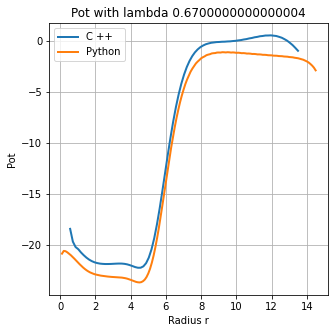 Pot with lambda 0.6700000000000004
C ++
Python
0
−5
−10
−15
−20
Pot
0 2 4 6 8 10 12 14
Radius r